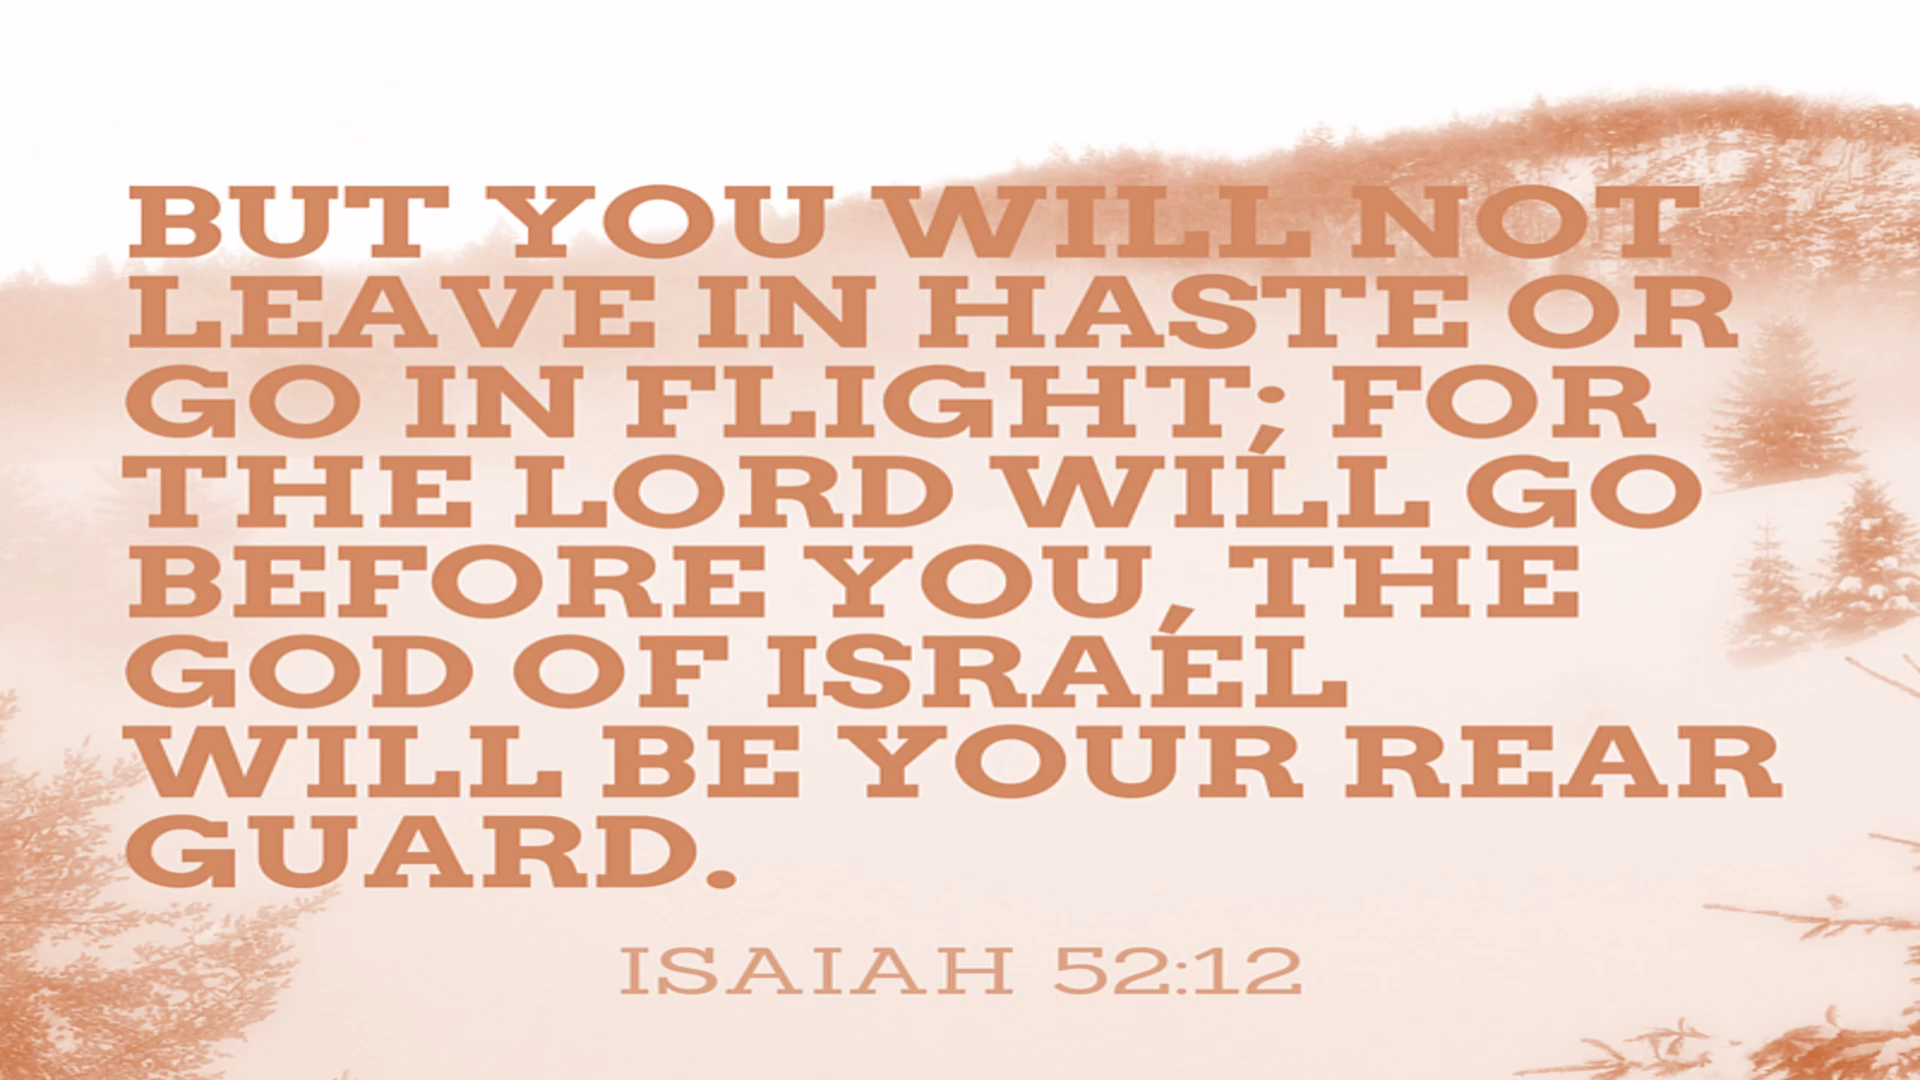 BUT YOU WILL NOT
LEAVE IN HASTE OR
GO IN FLIGHT; FOR
THE LORD WILL GO
BEFORE YOU, THE
GOD OF ISRAEL
WILL BE YOUR REAR
GUARD.
ISAIAH 52:12